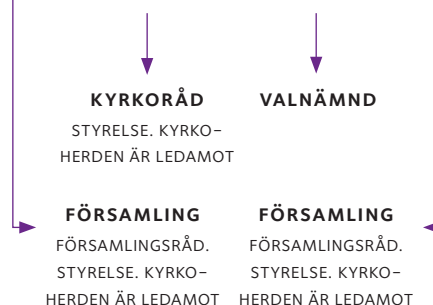 KYRKORÅD
STYRELSE. KYRKO-
HERDEN ÄR LEDAMOT
VALNÄMND
FÖRSAMLING
FÖRSAMLINGSRÅD.
STYRELSE. KYRKO-
HERDEN ÄR LEDAMOT
FÖRSAMLING
FÖRSAMLINGSRÅD.
STYRELSE. KYRKO-
HERDEN ÄR LEDAMOT